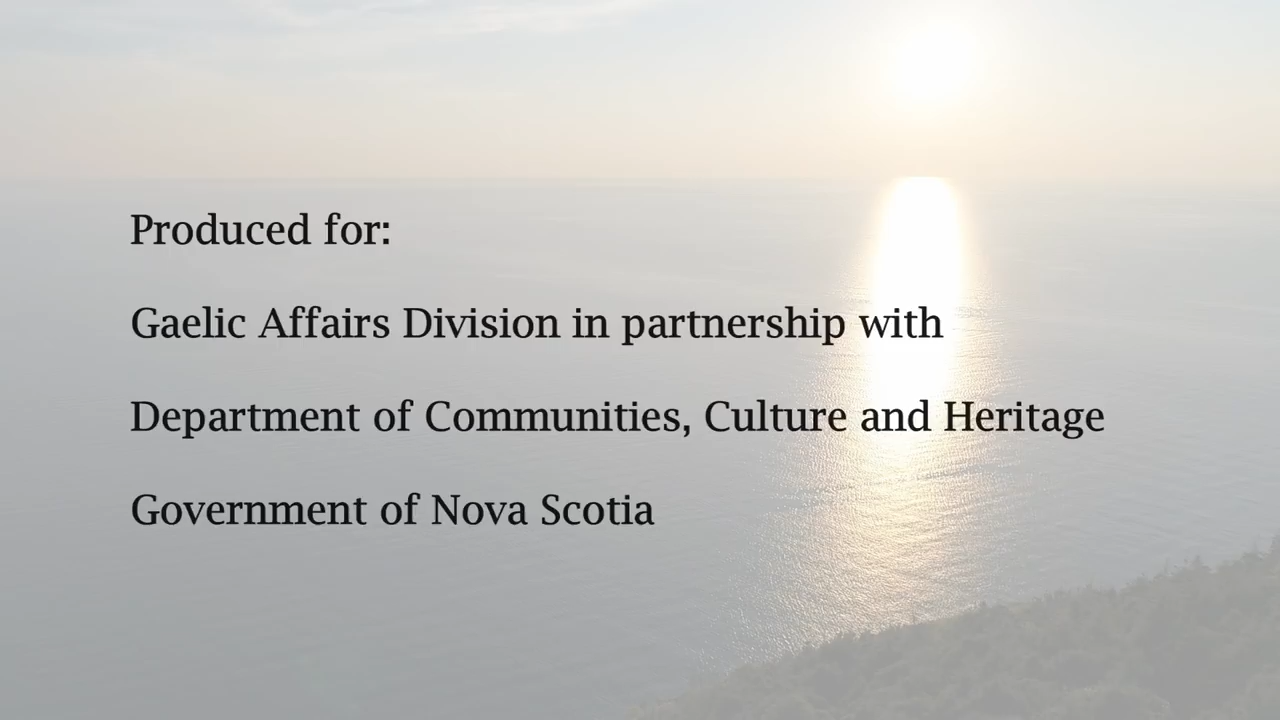 Produced for:
Gaelic Affairs Division in partnership with
Department of Communities, Culture and Heritage
Government of Nova Scotia